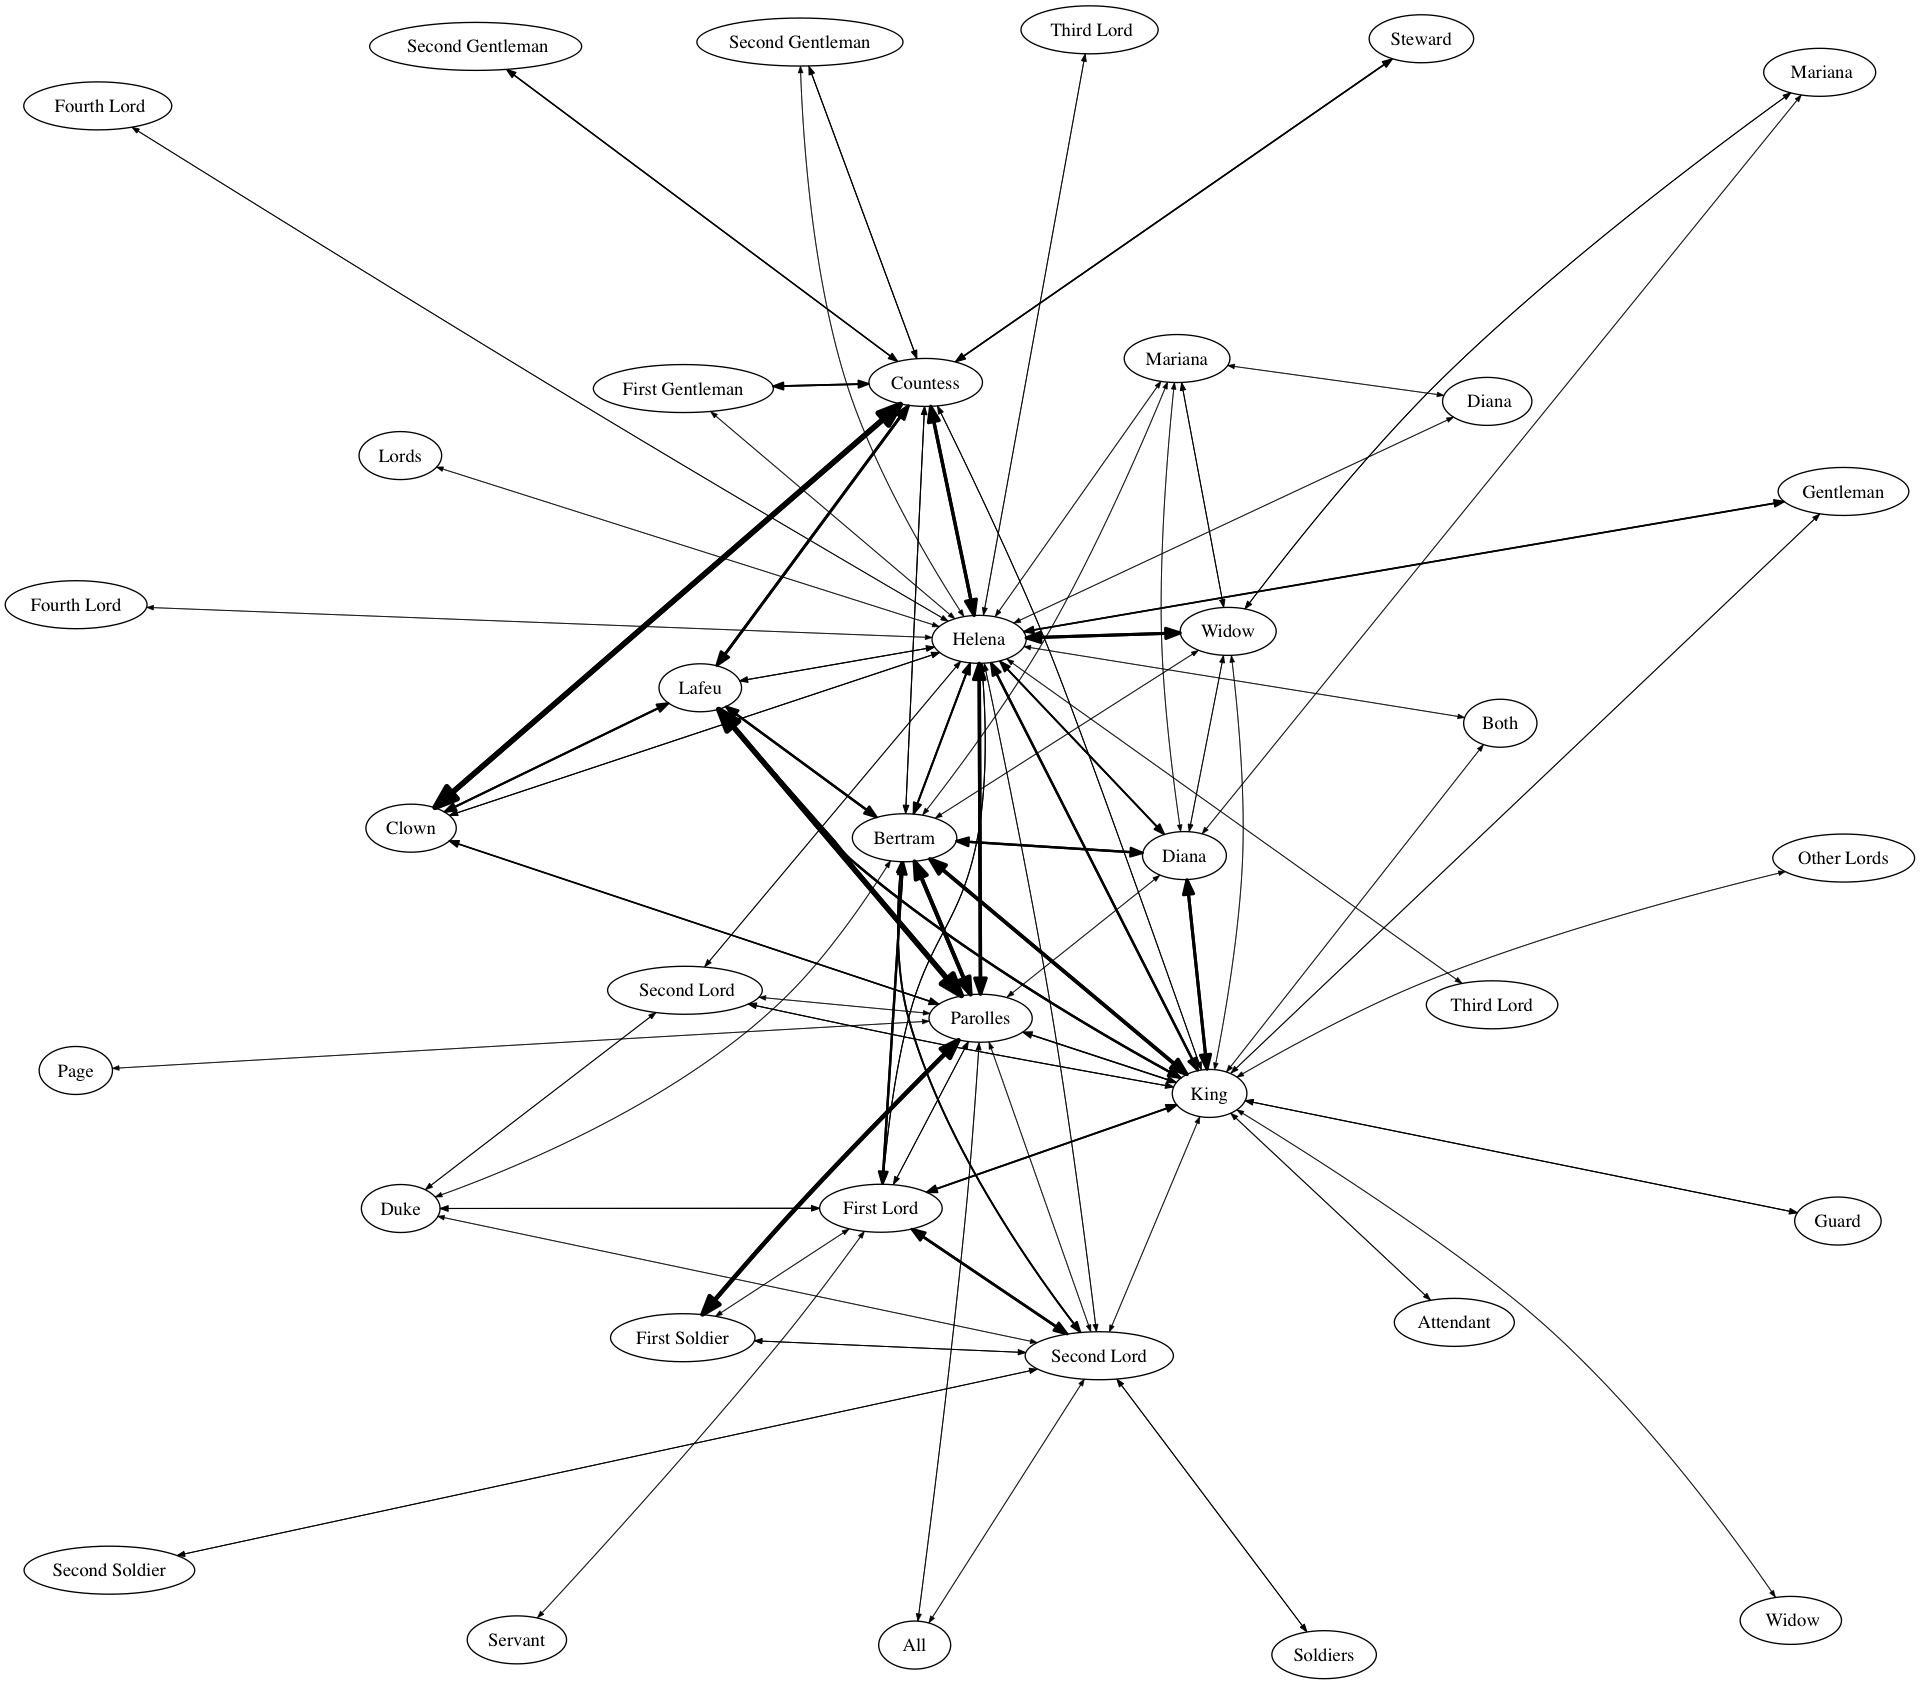 Third Lord
Steward
Second Gentleman
Second Gentleman
Mariana
Fourth Lord
Mariana
Countess
First Gentleman
Diana
Lords
Gentleman
Fourth Lord
Widow
Helena
Lafeu
Both
Clown
Bertram
Diana
Other Lords
Second Lord
Third Lord
Parolles
Page
King
Duke
First Lord
Guard
Attendant
First Soldier
Second Lord
Second Soldier
Widow
Servant
All
Soldiers